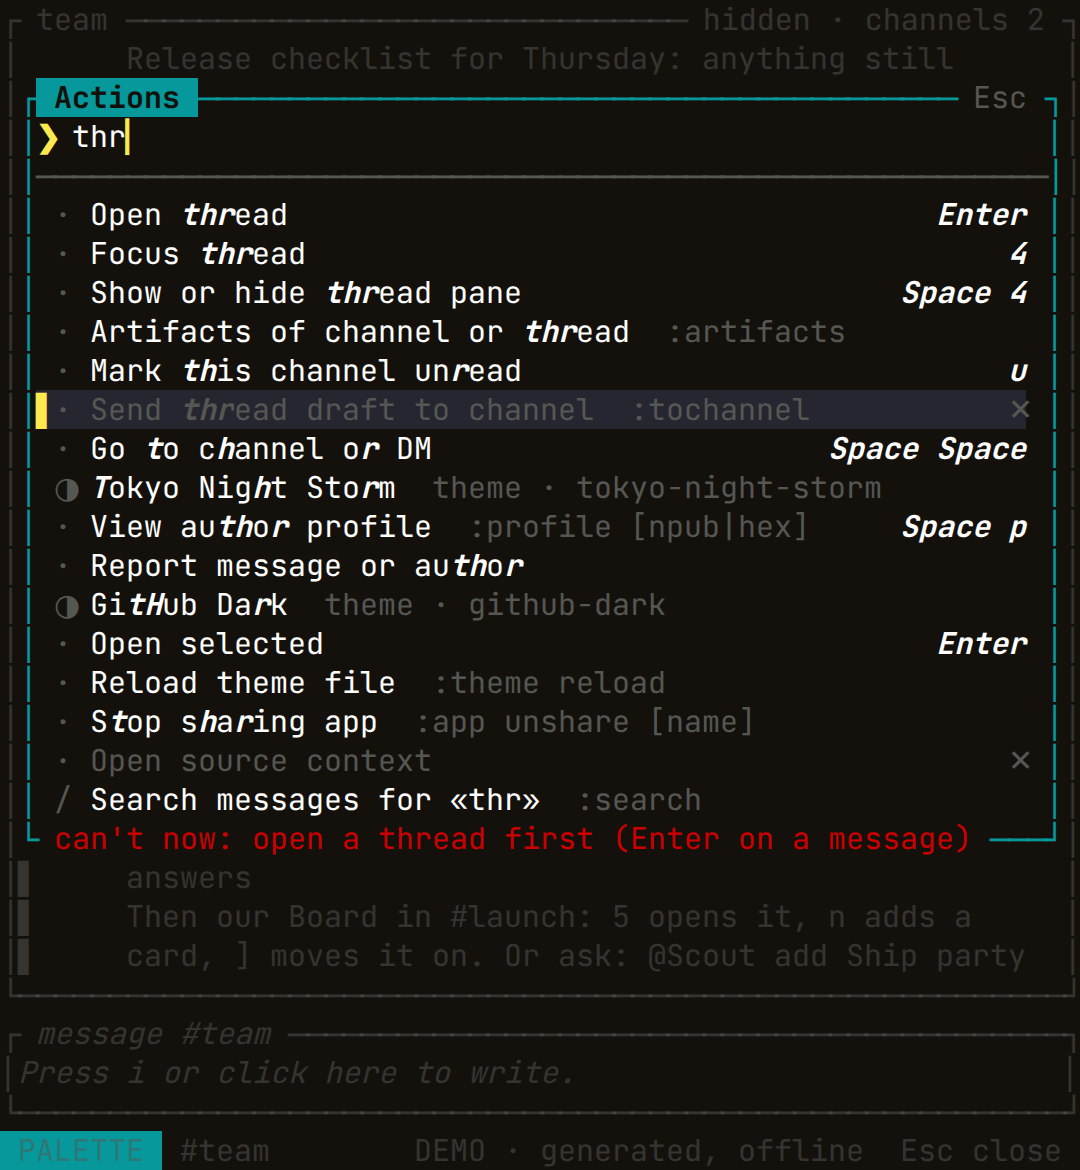 team hidden · channels 2
Release checklist for Thursday: anything still
Actions Esc
❯ thr
· Open thread Enter
· Focus thread 4
· Show or hide thread pane Space 4
· Artifacts of channel or thread :artifacts
· Mark this channel unread u
· Send thread draft to channel :tochannel ×
· Go to channel or DM Space Space
◑ Tokyo Night Storm theme · tokyo-night-storm
· View author profile :profile [npub|hex] Space p
· Report message or author
◑ GitHub Dark theme · github-dark
· Open selected Enter
· Reload theme file :theme reload
· Stop sharing app :app unshare [name]
· Open source context ×
/ Search messages for «thr» :search
can't now: open a thread first (Enter on a message)
answers
Then our Board in #launch: 5 opens it, n adds a
card, ] moves it on. Or ask: @Scout add Ship party
message #team
Press i or click here to write.
PALETTE #team DEMO · generated, offline Esc close